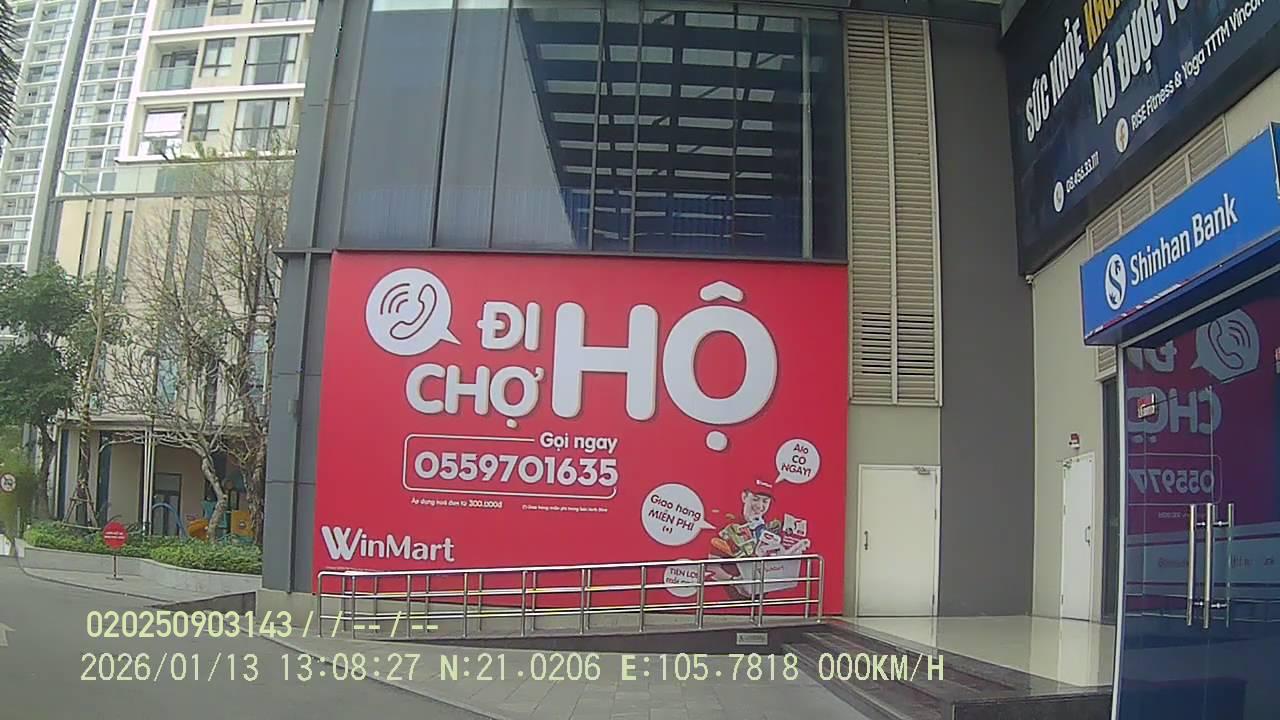 SỨC KHỎE
NÓ ĐƯỢC
RISE Fitness & Yoga TTTM Vincom
Shinhan Bank
ĐI
CHỢ
HỘ
Gọi ngay
0559701635
Áp dụng hoá đơn từ 300.000đ
Alo
CÓ
NGAY!
Giao hàng
MIỄN PHÍ
(*)
TIỆN LỢI
WinMart
020250903143 / / -- / --
2026/01/13 13:08:27 N:21.0206 E:105.7818 000KM/H